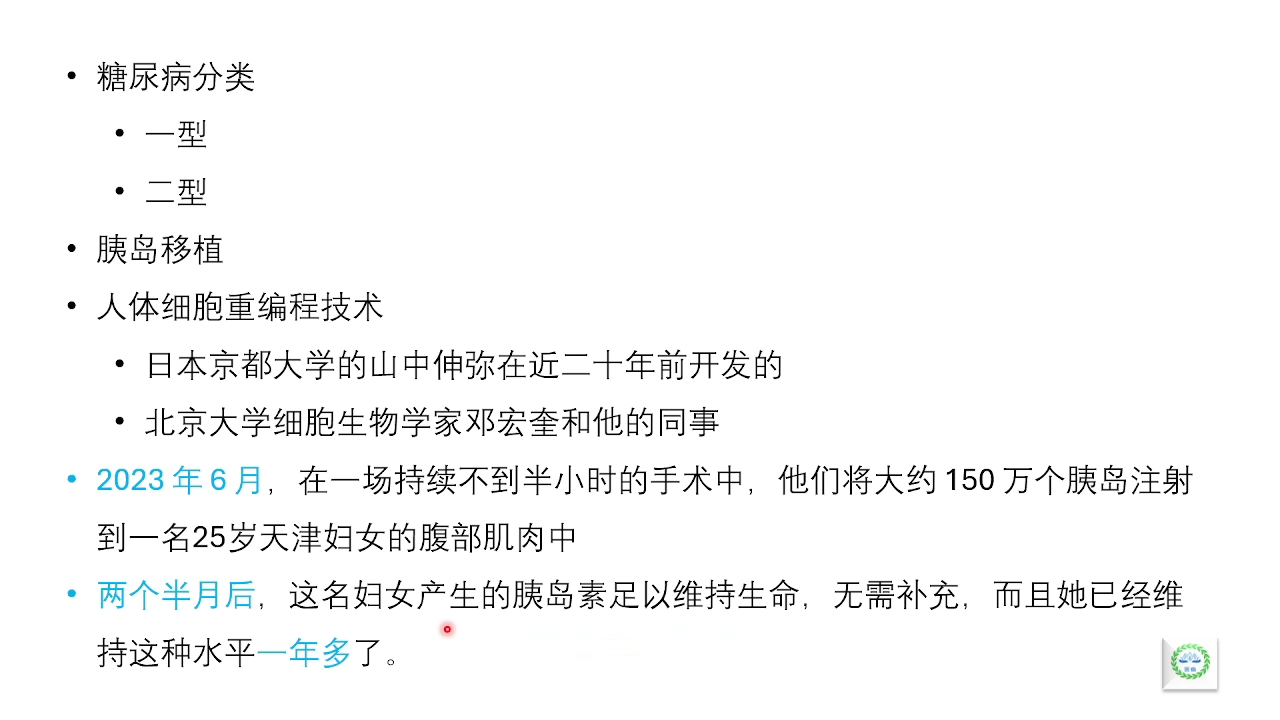 • 糖尿病分类
• 一型
• 二型
• 胰岛移植
• 人体细胞重编程技术
• 日本京都大学的山中伸弥在近二十年前开发的
• 北京大学细胞生物学家邓宏奎和他的同事
• 2023 年 6 月，在一场持续不到半小时的手术中，他们将大约 150 万个胰岛注射
到一名25岁天津妇女的腹部肌肉中
• 两个半月后，这名妇女产生的胰岛素足以维持生命，无需补充，而且她已经维
持这种水平一年多了。